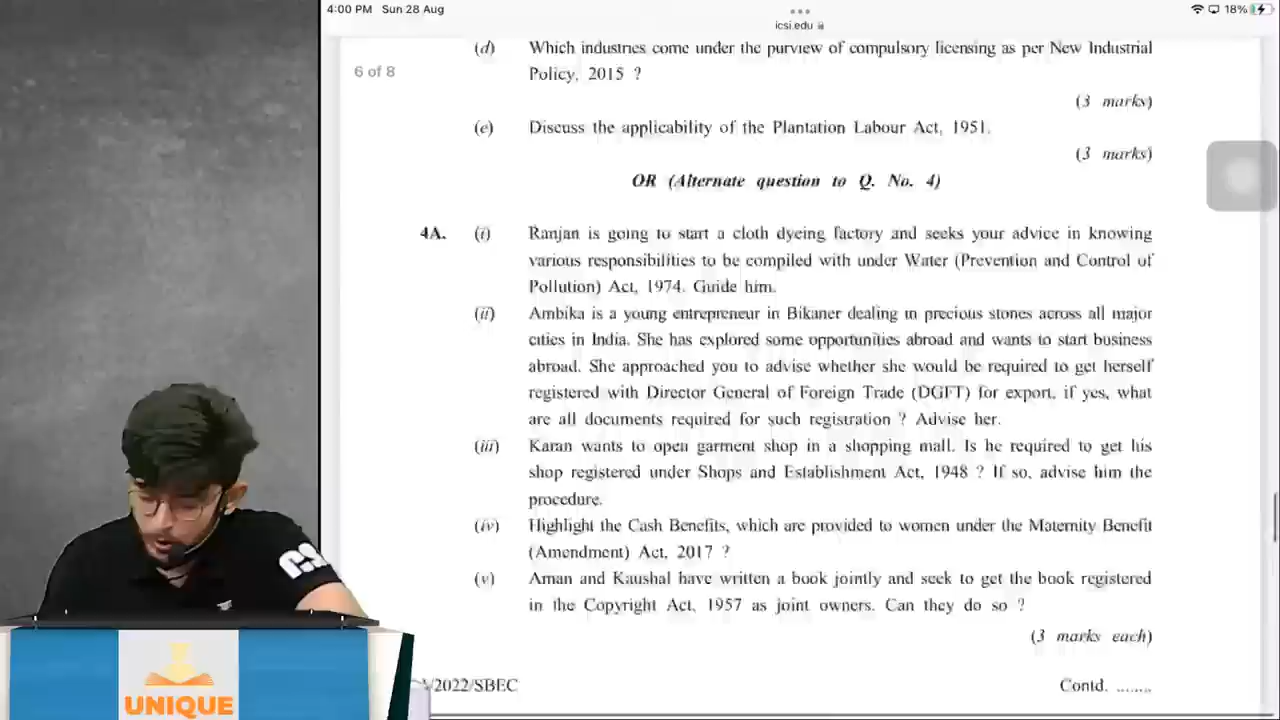 4:00 PM Sun 28 Aug
icsi.edu
18%
6 of 8
(d) Which industries come under the purview of compulsory licensing as per New Industrial
Policy, 2015 ?
(3 marks)
(e) Discuss the applicability of the Plantation Labour Act, 1951.
(3 marks)
OR (Alternate question to Q. No. 4)
4A. (i) Ranjan is going to start a cloth dyeing factory and seeks your advice in knowing
various responsibilities to be compiled with under Water (Prevention and Control of
Pollution) Act, 1974. Guide him.
(ii) Ambika is a young entrepreneur in Bikaner dealing in precious stones across all major
cities in India. She has explored some opportunities abroad and wants to start business
abroad. She approached you to advise whether she would be required to get herself
registered with Director General of Foreign Trade (DGFT) for export, if yes, what
are all documents required for such registration ? Advise her.
(iii) Karan wants to open garment shop in a shopping mall. Is he required to get his
shop registered under Shops and Establishment Act, 1948 ? If so, advise him the
procedure.
(iv) Highlight the Cash Benefits, which are provided to women under the Maternity Benefit
(Amendment) Act, 2017 ?
(v) Aman and Kaushal have written a book jointly and seek to get the book registered
in the Copyright Act, 1957 as joint owners. Can they do so ?
(3 marks each)
/2022/SBEC
Contd. ........
CS
UNIQUE